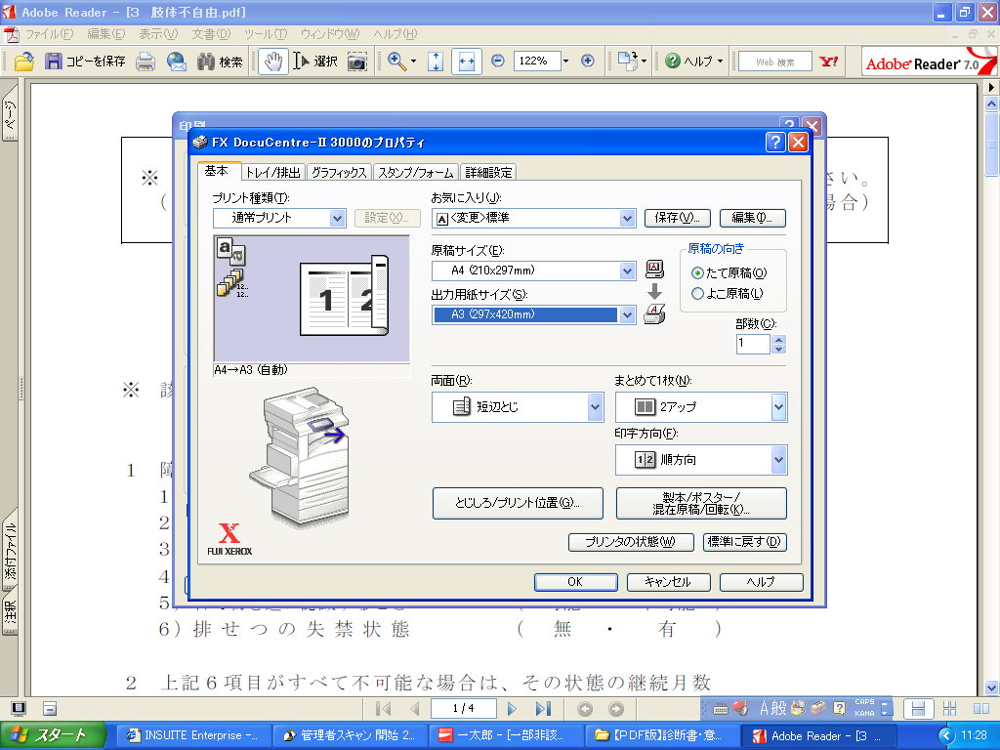 Adobe Reader - [3　肢体不自由.pdf]
ファイル(F) 編集(E) 表示(V) 文書(D) ツール(T) ウィンドウ(W) ヘルプ(H)
コピーを保存 検索 選択 122% ヘルプ Web 検索 Y! Adobe Reader 7.0
ページ
添付ファイル
注釈
※ さい。
( 場合)
※ 該
1 障
1
2
3
4
5)
6) 排せつの失禁状態 ( 無 ・ 有 )
2 上記６項目がすべて不可能な場合は、その状態の継続月数
印刷
FX DocuCentre-II 3000のプロパティ
基本 トレイ/排出 グラフィックス スタンプ/フォーム 詳細設定
プリント種類(T):
通常プリント 設定(X)...
お気に入り(J):
A <変更>標準 保存(V)... 編集(I)...
原稿サイズ(E):
A4 (210x297mm)
出力用紙サイズ(S):
A3 (297x420mm)
原稿の向き
たて原稿(O)
よこ原稿(L)
部数(C):
1
A4→A3 (自動)
両面(R):
短辺とじ
まとめて1枚(N):
2アップ
印字方向(F):
順方向
とじしろ/プリント位置(G)...
製本/ポスター/
混在原稿/回転(K)...
プリンタの状態(W) 標準に戻す(D)
FUJI XEROX
OK キャンセル ヘルプ
1 / 4
A 般 CAPS
KANA
スタート INSUITE Enterprise -... 管理者スキャン 開始 2... 一太郎 - [一部非該... 【PDF版】診断書・意... Adobe Reader - [3 ... 11:28